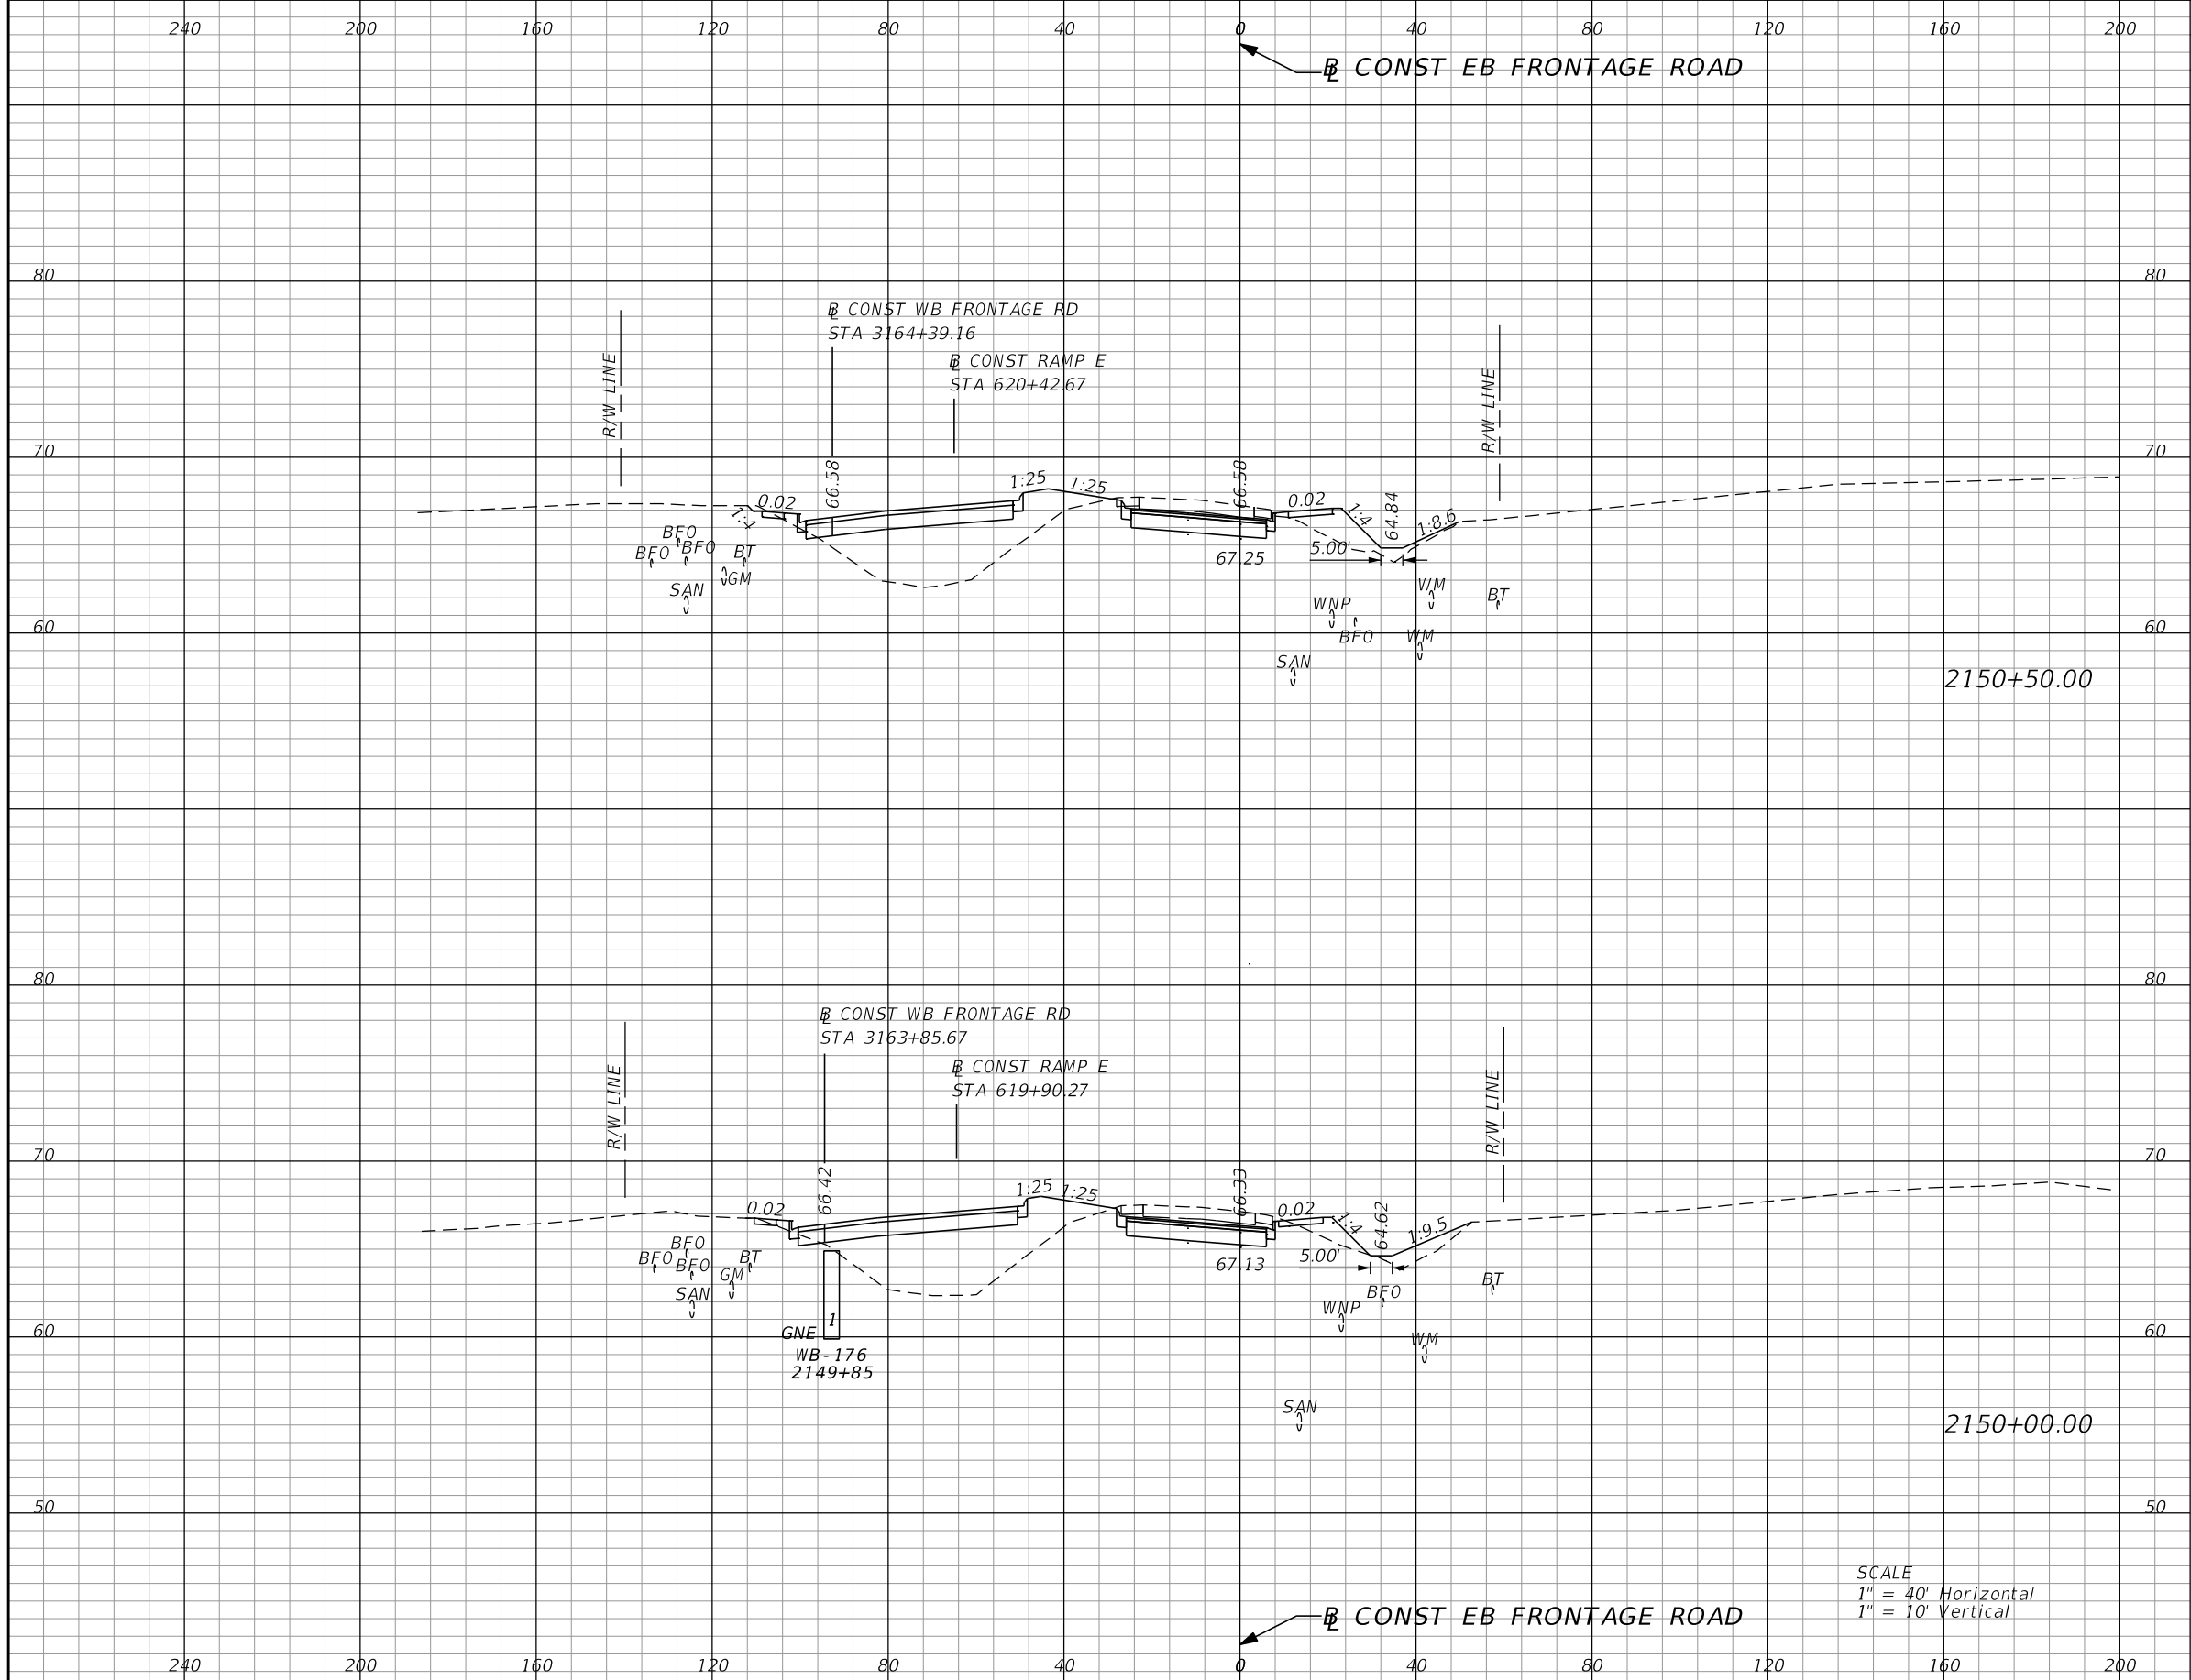 240 200 160 120 80 40 0 40 80 120 160 200
BL CONST EB FRONTAGE ROAD
80 80
BL CONST WB FRONTAGE RD
STA 3164+39.16
BL CONST RAMP E
STA 620+42.67
R/W LINE
R/W LINE
70 70
66.58
1:25
1:25
66.58
0.02
0.02
1:4
1:4
64.84
1:8.6
BFO
BFO
BFO
BT
GM
SAN
67.25
5.00'
WM
BT
WNP
BFO
WM
60 60
SAN
2150+50.00
80 80
BL CONST WB FRONTAGE RD
STA 3163+85.67
BL CONST RAMP E
STA 619+90.27
R/W LINE
R/W LINE
70 70
66.42
1:25
1:25
66.33
0.02
0.02
1:4
64.62
1:9.5
BFO
BFO
BFO
BT
GM
SAN
67.13
5.00'
BT
BFO
WNP
WM
60 60
1
GNE
WB-176
2149+85
SAN
2150+00.00
50 50
SCALE
1" = 40' Horizontal
1" = 10' Vertical
BL CONST EB FRONTAGE ROAD
240 200 160 120 80 40 0 40 80 120 160 200